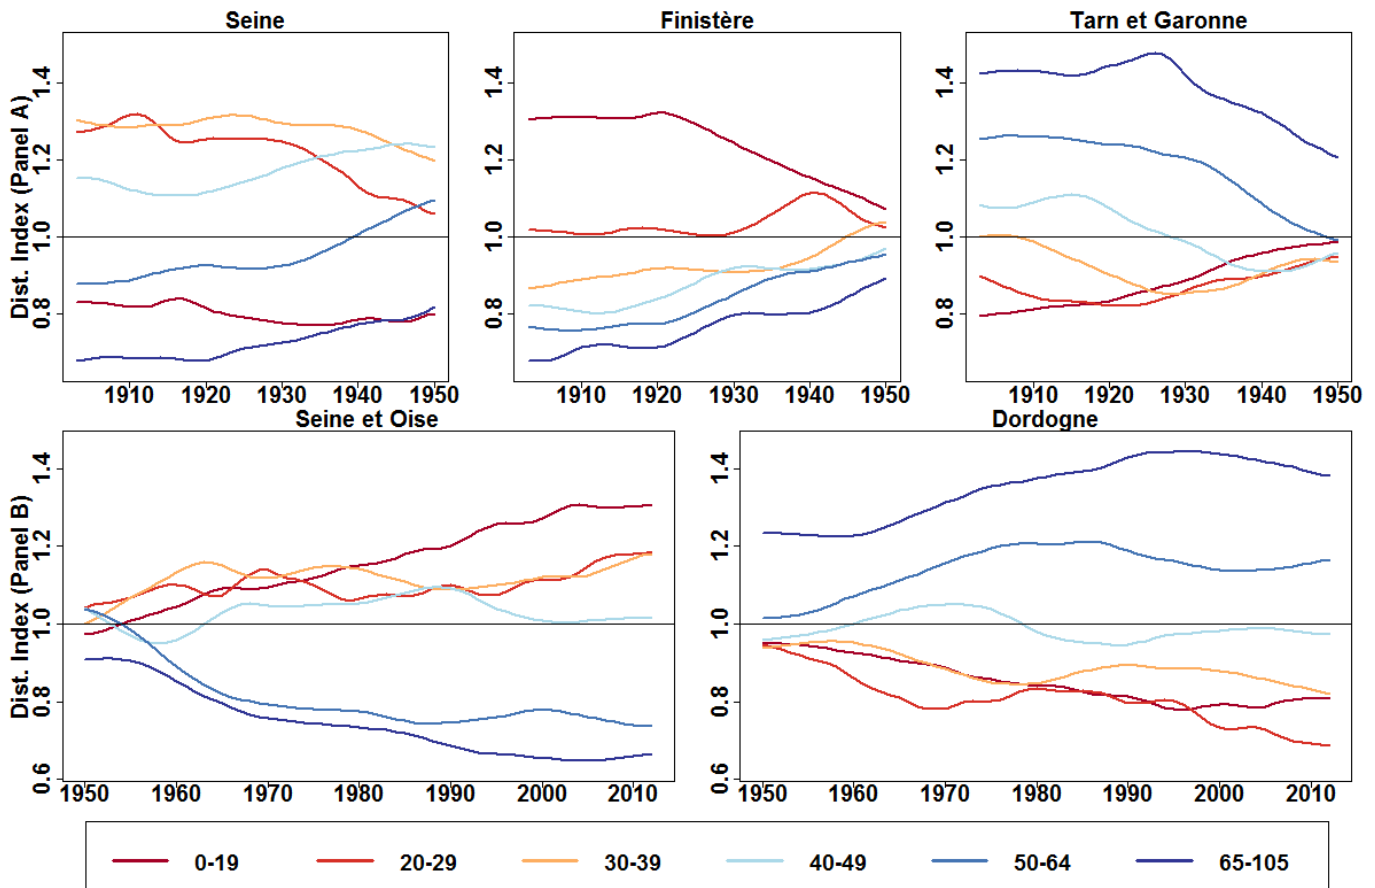 Seine
Finistère
Tarn et Garonne
Dist. Index (Panel A)
1.4
1.2
1.0
0.8
1.4
1.2
1.0
0.8
1.4
1.2
1.0
0.8
1910 1920 1930 1940 1950
1910 1920 1930 1940 1950
1910 1920 1930 1940 1950
Seine et Oise
Dordogne
Dist. Index (Panel B)
1.4
1.2
1.0
0.8
0.6
1.4
1.2
1.0
0.8
0.6
1950 1960 1970 1980 1990 2000 2010
1950 1960 1970 1980 1990 2000 2010
0-19 20-29 30-39 40-49 50-64 65-105